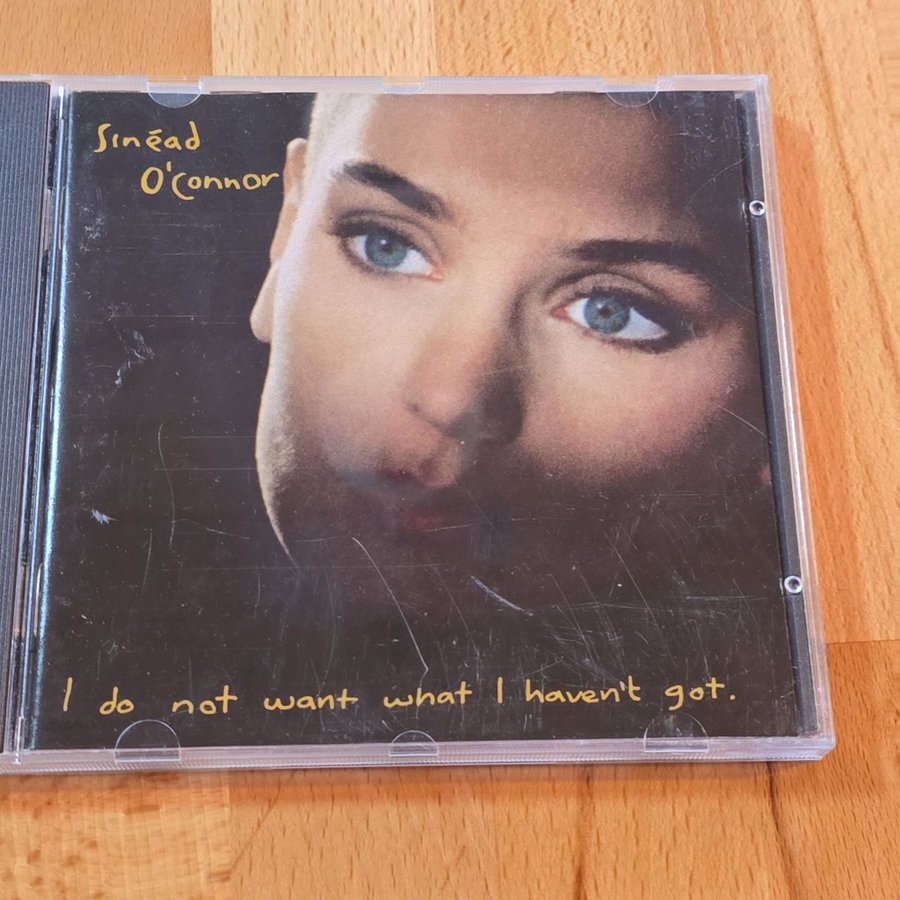 Sinéad
O'Connor
I do not want what I haven't got.